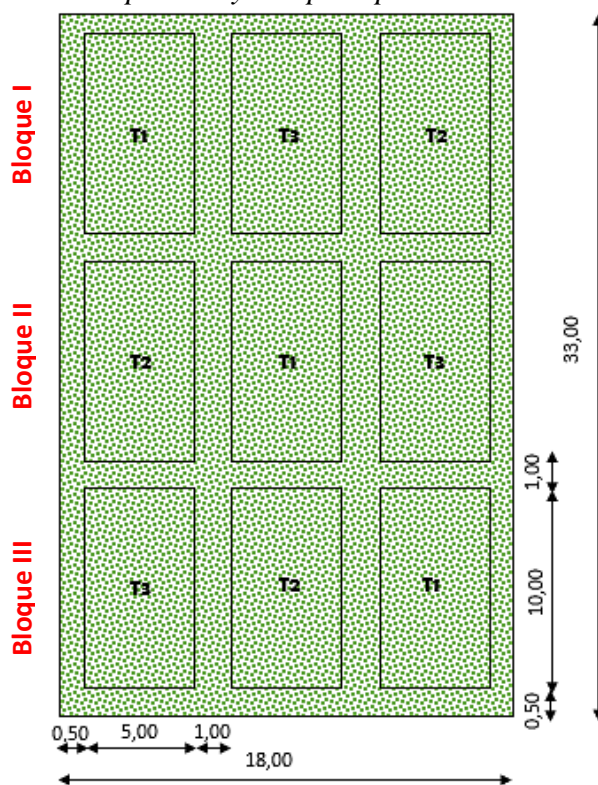 Bloque I
T1 T3 T2
Bloque II
T2 T1 T3
Bloque III
T3 T2 T1
33,00
1,00
10,00
0,50
0,50 5,00 1,00
18,00